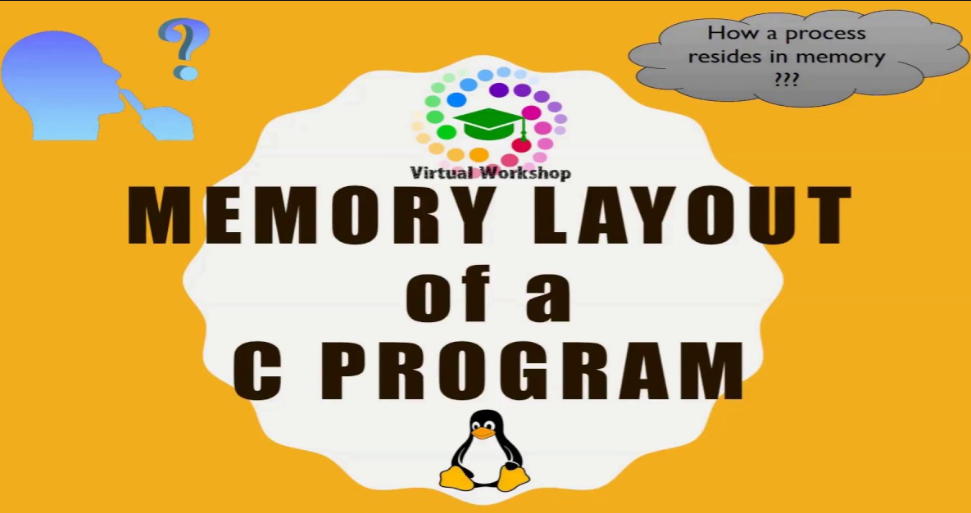 ?
How a process
resides in memory
???
Virtual Workshop
MEMORY LAYOUT
of a
C PROGRAM